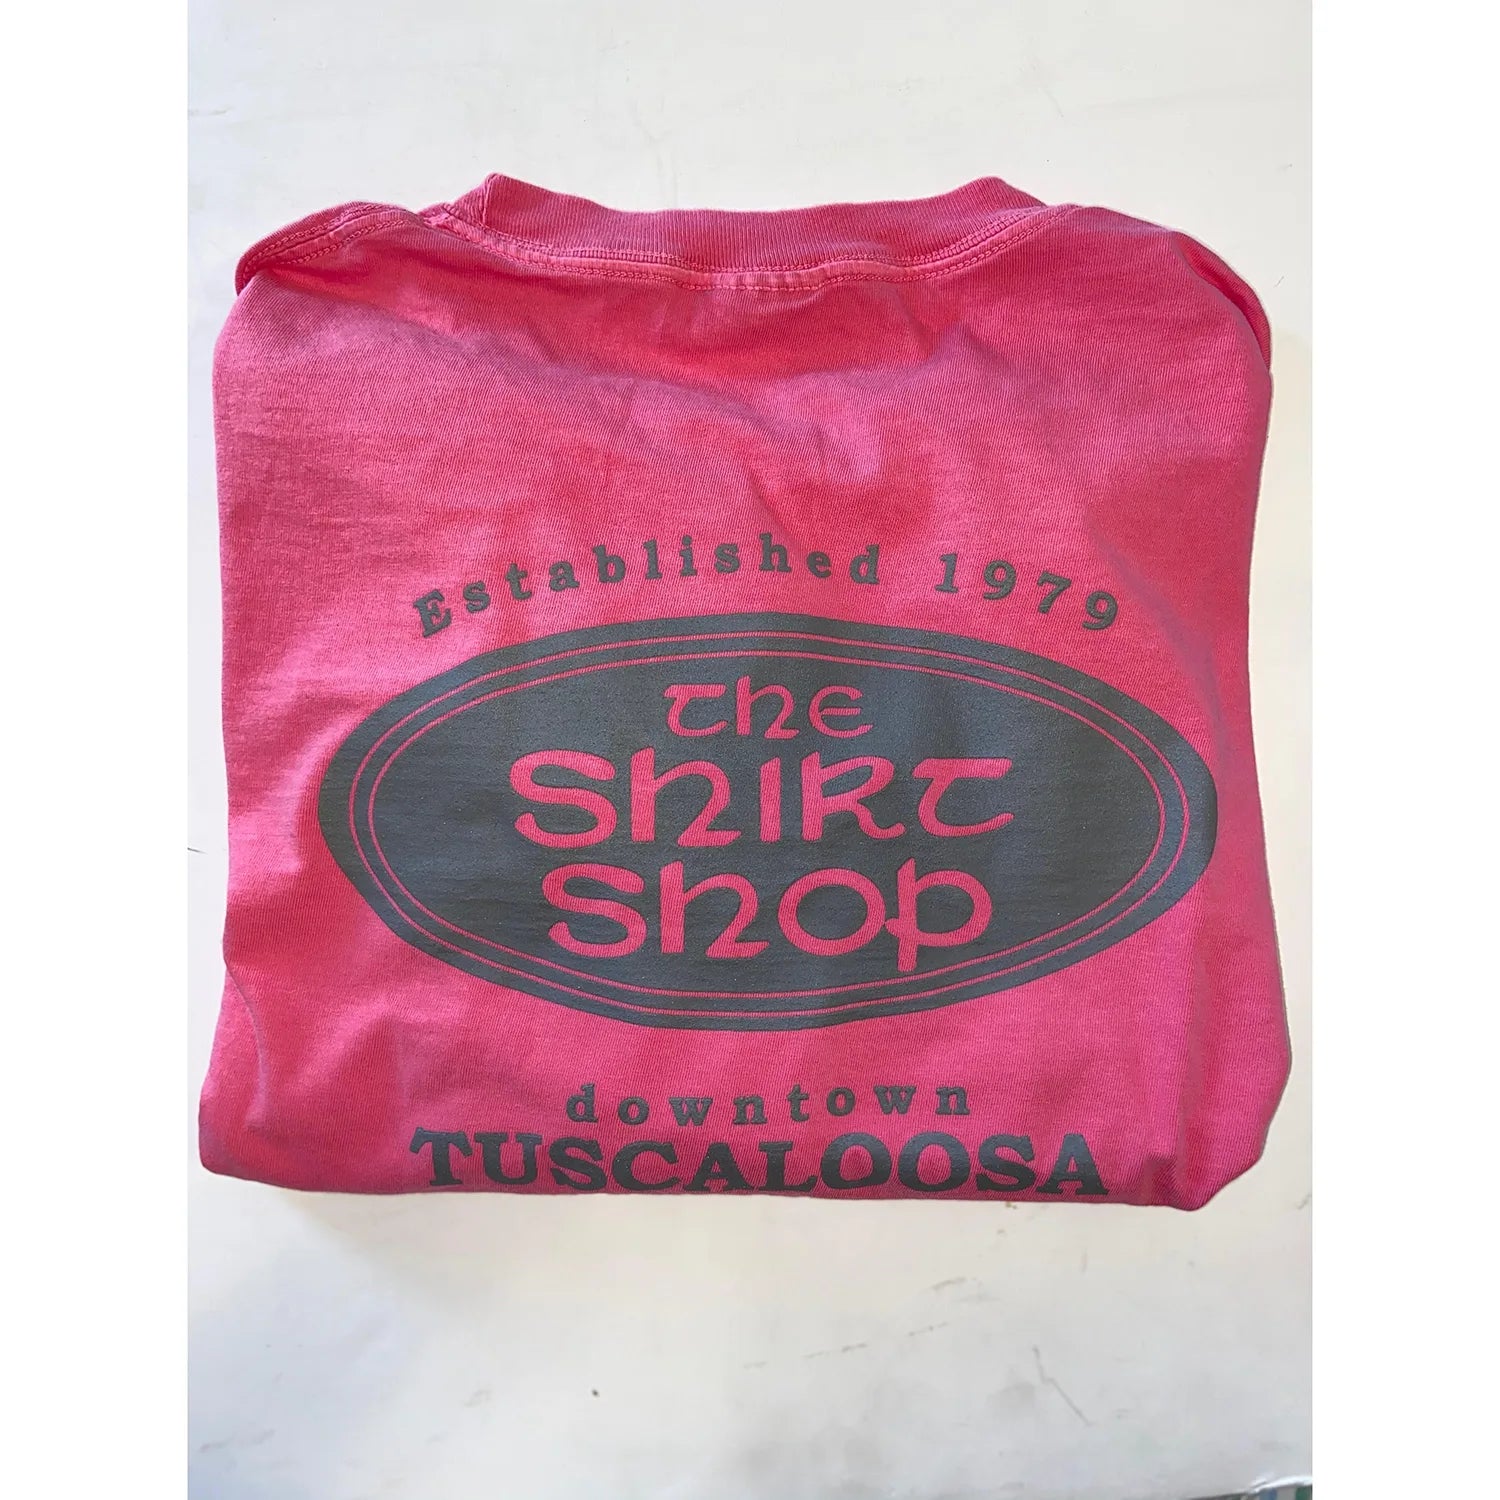 Established 1979
the
shirt
shop
downtown
TUSCALOOSA